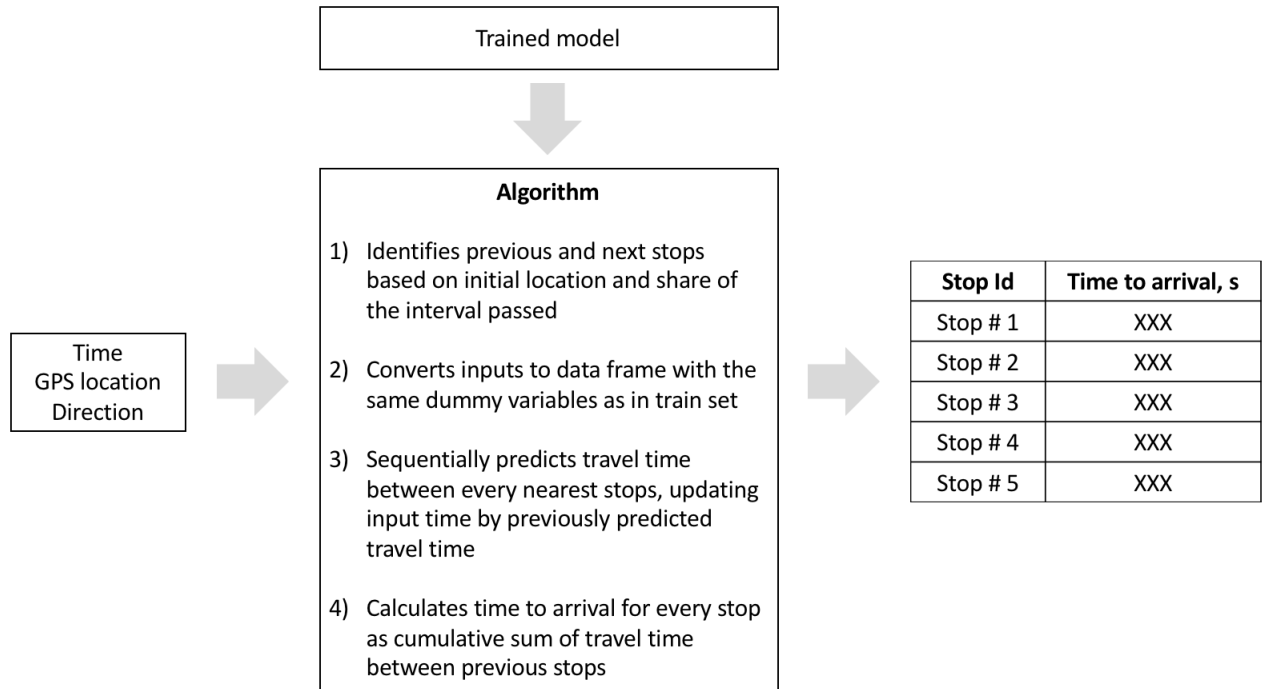 Trained model
Algorithm
1) Identifies previous and next stops
based on initial location and share of
the interval passed
2) Converts inputs to data frame with the
same dummy variables as in train set
3) Sequentially predicts travel time
between every nearest stops, updating
input time by previously predicted
travel time
4) Calculates time to arrival for every stop
as cumulative sum of travel time
between previous stops
Time
GPS location
Direction
Stop Id Time to arrival, s
Stop # 1 XXX
Stop # 2 XXX
Stop # 3 XXX
Stop # 4 XXX
Stop # 5 XXX